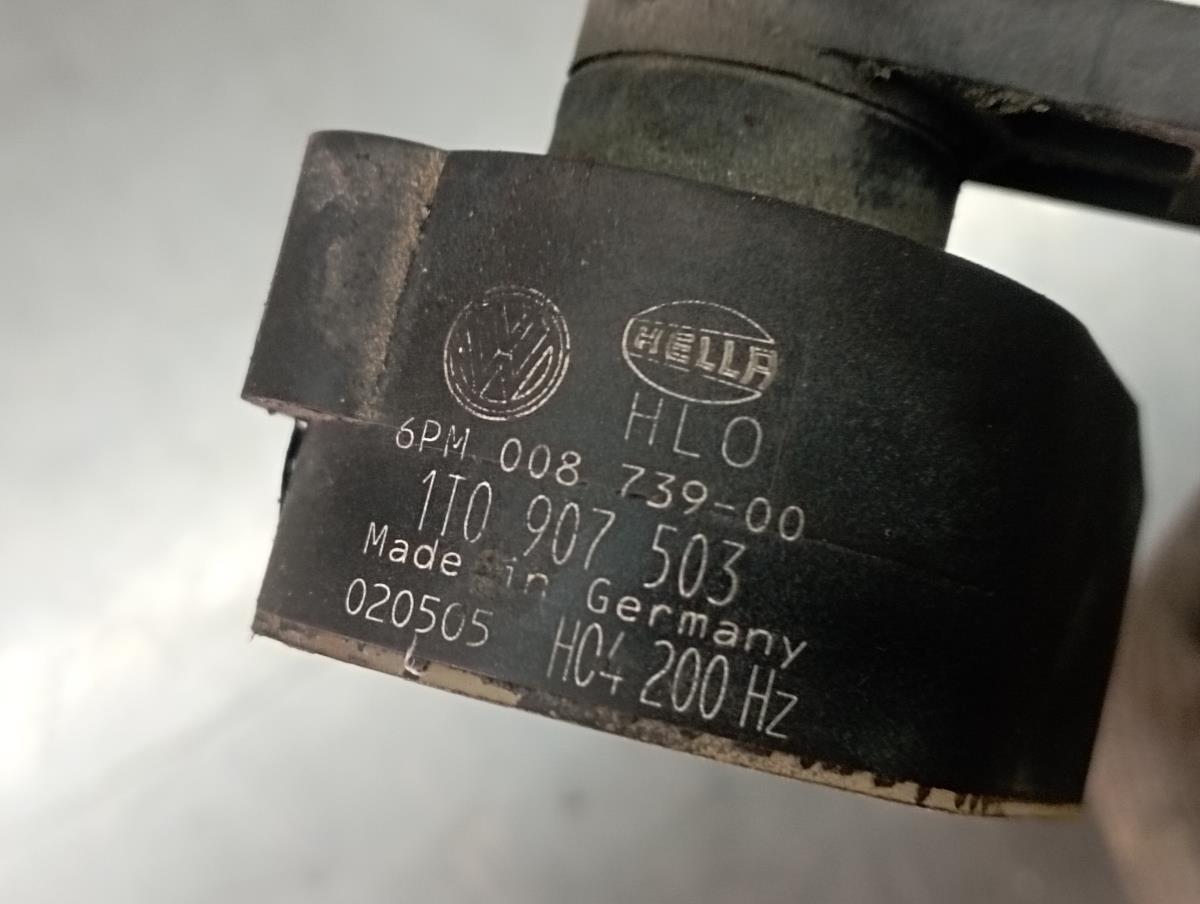 HELLA
HLO
6PM 008 739-00
1T0 907 503
Made in Germany
020505 HC4 200 Hz